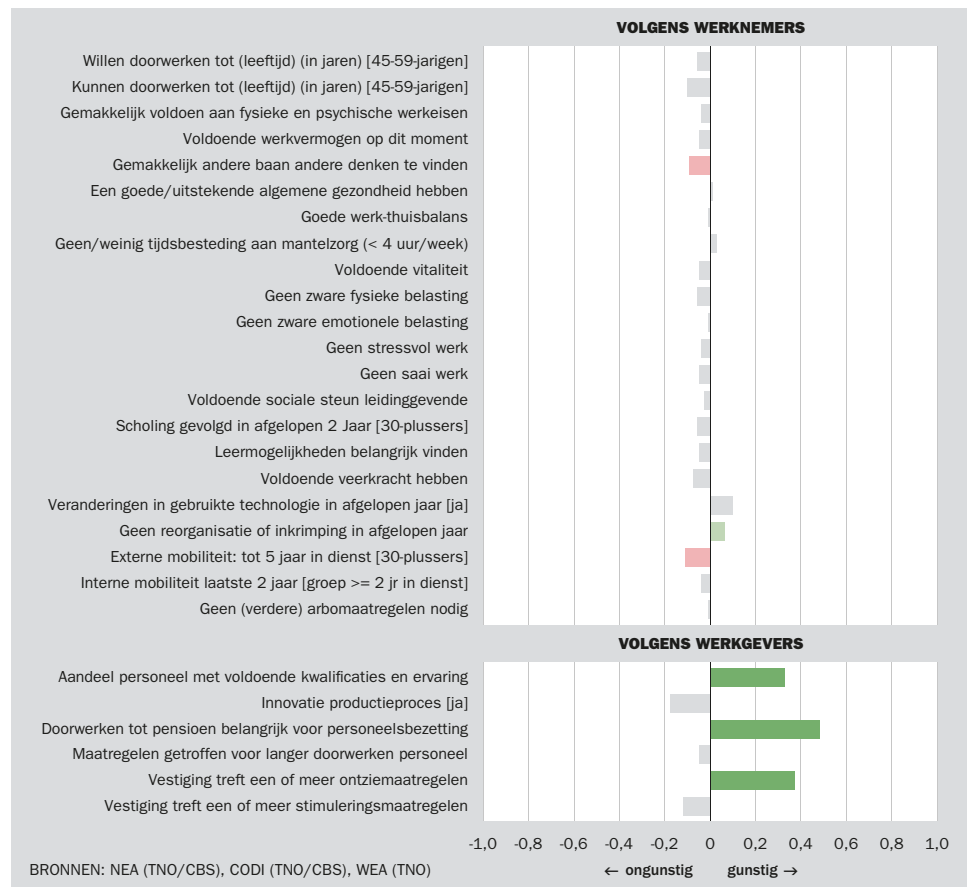 VOLGENS WERKNEMERS
Willen doorwerken tot (leeftijd) (in jaren) [45-59-jarigen]
Kunnen doorwerken tot (leeftijd) (in jaren) [45-59-jarigen]
Gemakkelijk voldoen aan fysieke en psychische werkeisen
Voldoende werkvermogen op dit moment
Gemakkelijk andere baan andere denken te vinden
Een goede/uitstekende algemene gezondheid hebben
Goede werk-thuisbalans
Geen/weinig tijdsbesteding aan mantelzorg (< 4 uur/week)
Voldoende vitaliteit
Geen zware fysieke belasting
Geen zware emotionele belasting
Geen stressvol werk
Geen saai werk
Voldoende sociale steun leidinggevende
Scholing gevolgd in afgelopen 2 Jaar [30-plussers]
Leermogelijkheden belangrijk vinden
Voldoende veerkracht hebben
Veranderingen in gebruikte technologie in afgelopen jaar [ja]
Geen reorganisatie of inkrimping in afgelopen jaar
Externe mobiliteit: tot 5 jaar in dienst [30-plussers]
Interne mobiliteit laatste 2 jaar [groep >= 2 jr in dienst]
Geen (verdere) arbomaatregelen nodig
VOLGENS WERKGEVERS
Aandeel personeel met voldoende kwalificaties en ervaring
Innovatie productieproces [ja]
Doorwerken tot pensioen belangrijk voor personeelsbezetting
Maatregelen getroffen voor langer doorwerken personeel
Vestiging treft een of meer ontziemaatregelen
Vestiging treft een of meer stimuleringsmaatregelen
-1,0 -0,8 -0,6 -0,4 -0,2 0 0,2 0,4 0,6 0,8 1,0
BRONNEN: NEA (TNO/CBS), CODI (TNO/CBS), WEA (TNO) ← ongunstig gunstig →